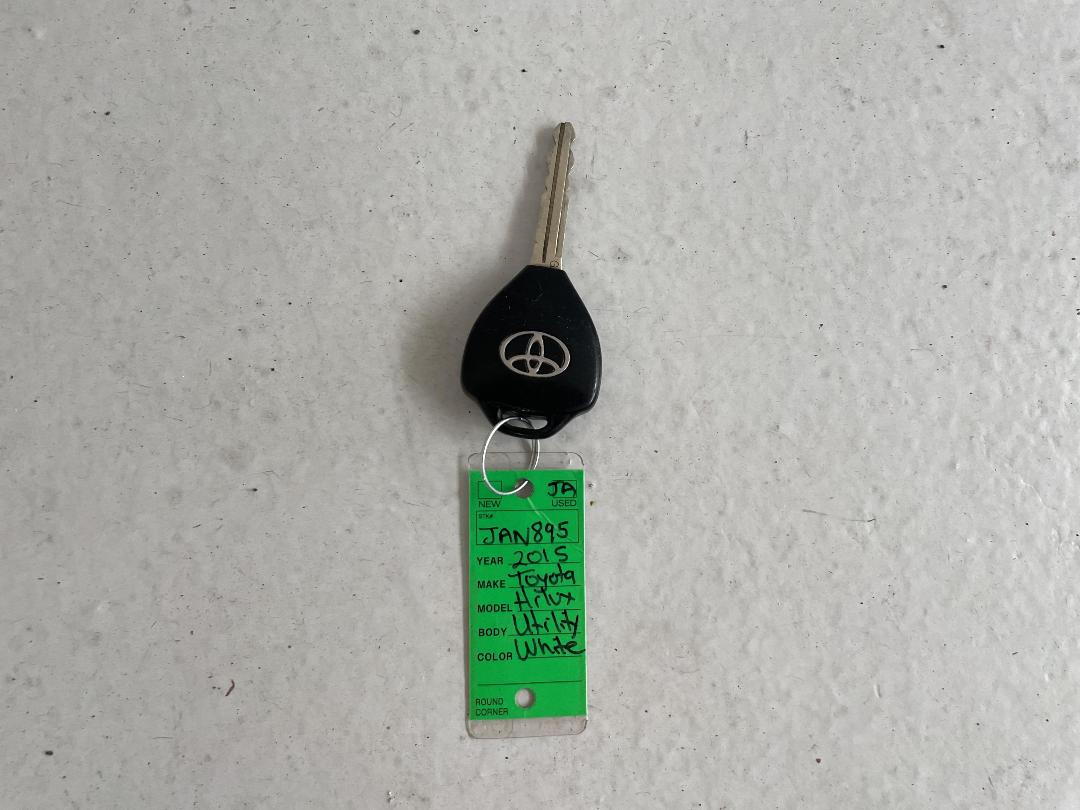 JA
NEW USED
STK#
JAN895
YEAR 2015
MAKE Toyota
MODEL Hilux
BODY Utility
COLOR White
ROUND
CORNER